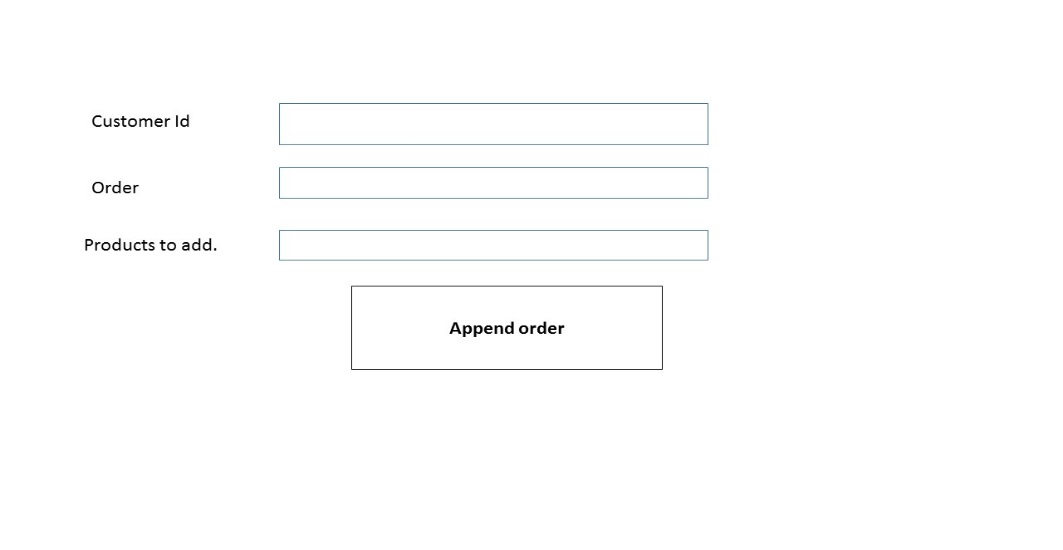 Customer Id
Order
Products to add.
Append order